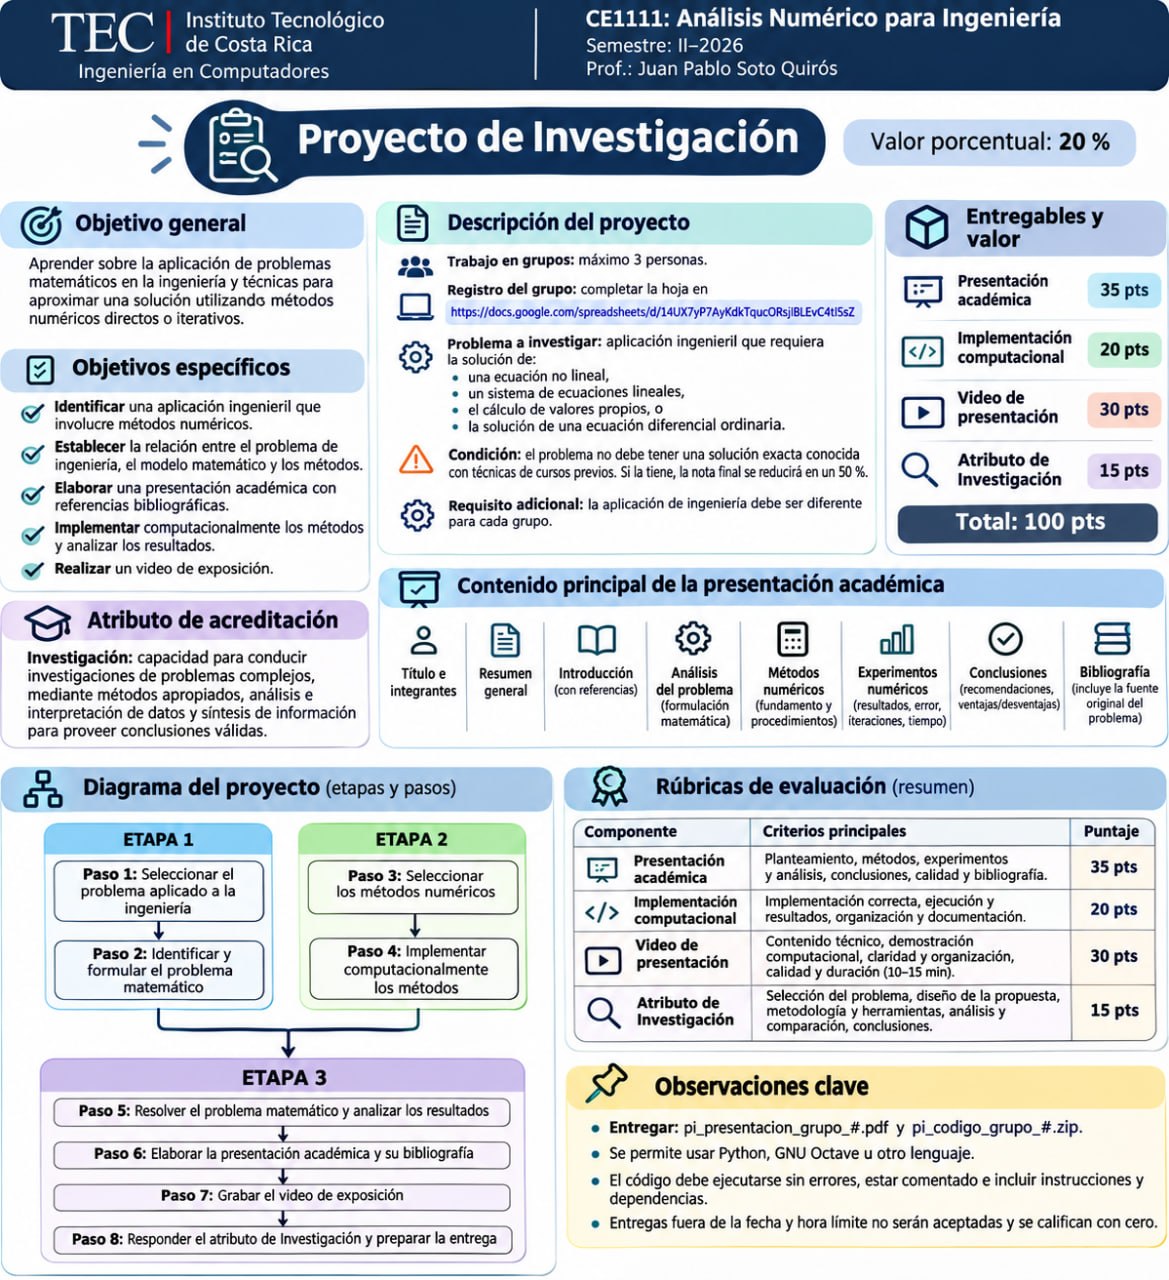 TEC
Instituto Tecnológico
de Costa Rica
Ingeniería en Computadores
CE1111: Análisis Numérico para Ingeniería
Semestre: II–2026
Prof.: Juan Pablo Soto Quirós
Proyecto de Investigación
Valor porcentual: 20 %
Objetivo general
Aprender sobre la aplicación de problemas
matemáticos en la ingeniería y técnicas para
aproximar una solución utilizando métodos
numéricos directos o iterativos.
Objetivos específicos
Identificar una aplicación ingenieril que
involucre métodos numéricos.
Establecer la relación entre el problema de
ingeniería, el modelo matemático y los métodos.
Elaborar una presentación académica con
referencias bibliográficas.
Implementar computacionalmente los métodos
y analizar los resultados.
Realizar un video de exposición.
Atributo de acreditación
Investigación: capacidad para conducir
investigaciones de problemas complejos,
mediante métodos apropiados, análisis e
interpretación de datos y síntesis de información
para proveer conclusiones válidas.
Descripción del proyecto
Trabajo en grupos: máximo 3 personas.
Registro del grupo: completar la hoja en
https://docs.google.com/spreadsheets/d/14UX7yP7AyKdkTqucORsjIBLEvC4tI5sZ
Problema a investigar: aplicación ingenieril que requiera
la solución de:
• una ecuación no lineal,
• un sistema de ecuaciones lineales,
• el cálculo de valores propios, o
• la solución de una ecuación diferencial ordinaria.
Condición: el problema no debe tener una solución exacta conocida
con técnicas de cursos previos. Si la tiene, la nota final se reducirá en un 50 %.
Requisito adicional: la aplicación de ingeniería debe ser diferente
para cada grupo.
Entregables y
valor
Presentación
académica
35 pts
Implementación
computacional
20 pts
Video de
presentación
30 pts
Atributo de
Investigación
15 pts
Total: 100 pts
Contenido principal de la presentación académica
Título e
integrantes
Resumen
general
Introducción
(con referencias)
Análisis
del problema
(formulación
matemática)
Métodos
numéricos
(fundamento y
procedimientos)
Experimentos
numéricos
(resultados, error,
iteraciones, tiempo)
Conclusiones
(recomendaciones,
ventajas/desventajas)
Bibliografía
(incluye la fuente
original del
problema)
Diagrama del proyecto (etapas y pasos)
ETAPA 1
Paso 1: Seleccionar el
problema aplicado a la
ingeniería
Paso 2: Identificar y
formular el problema
matemático
ETAPA 2
Paso 3: Seleccionar
los métodos numéricos
Paso 4: Implementar
computacionalmente
los métodos
ETAPA 3
Paso 5: Resolver el problema matemático y analizar los resultados
Paso 6: Elaborar la presentación académica y su bibliografía
Paso 7: Grabar el video de exposición
Paso 8: Responder el atributo de Investigación y preparar la entrega
Rúbricas de evaluación (resumen)
Componente Criterios principales Puntaje
Presentación
académica
Planteamiento, métodos, experimentos
y análisis, conclusiones, calidad y bibliografía.
35 pts
Implementación
computacional
Implementación correcta, ejecución y
resultados, organización y documentación.
20 pts
Video de
presentación
Contenido técnico, demostración
computacional, claridad y organización,
calidad y duración (10–15 min).
30 pts
Atributo de
Investigación
Selección del problema, diseño de la propuesta,
metodología y herramientas, análisis y
comparación, conclusiones.
15 pts
Observaciones clave
• Entregar: pi_presentacion_grupo_#.pdf y pi_codigo_grupo_#.zip.
• Se permite usar Python, GNU Octave u otro lenguaje.
• El código debe ejecutarse sin errores, estar comentado e incluir instrucciones y
dependencias.
• Entregas fuera de la fecha y hora límite no serán aceptadas y se califican con cero.